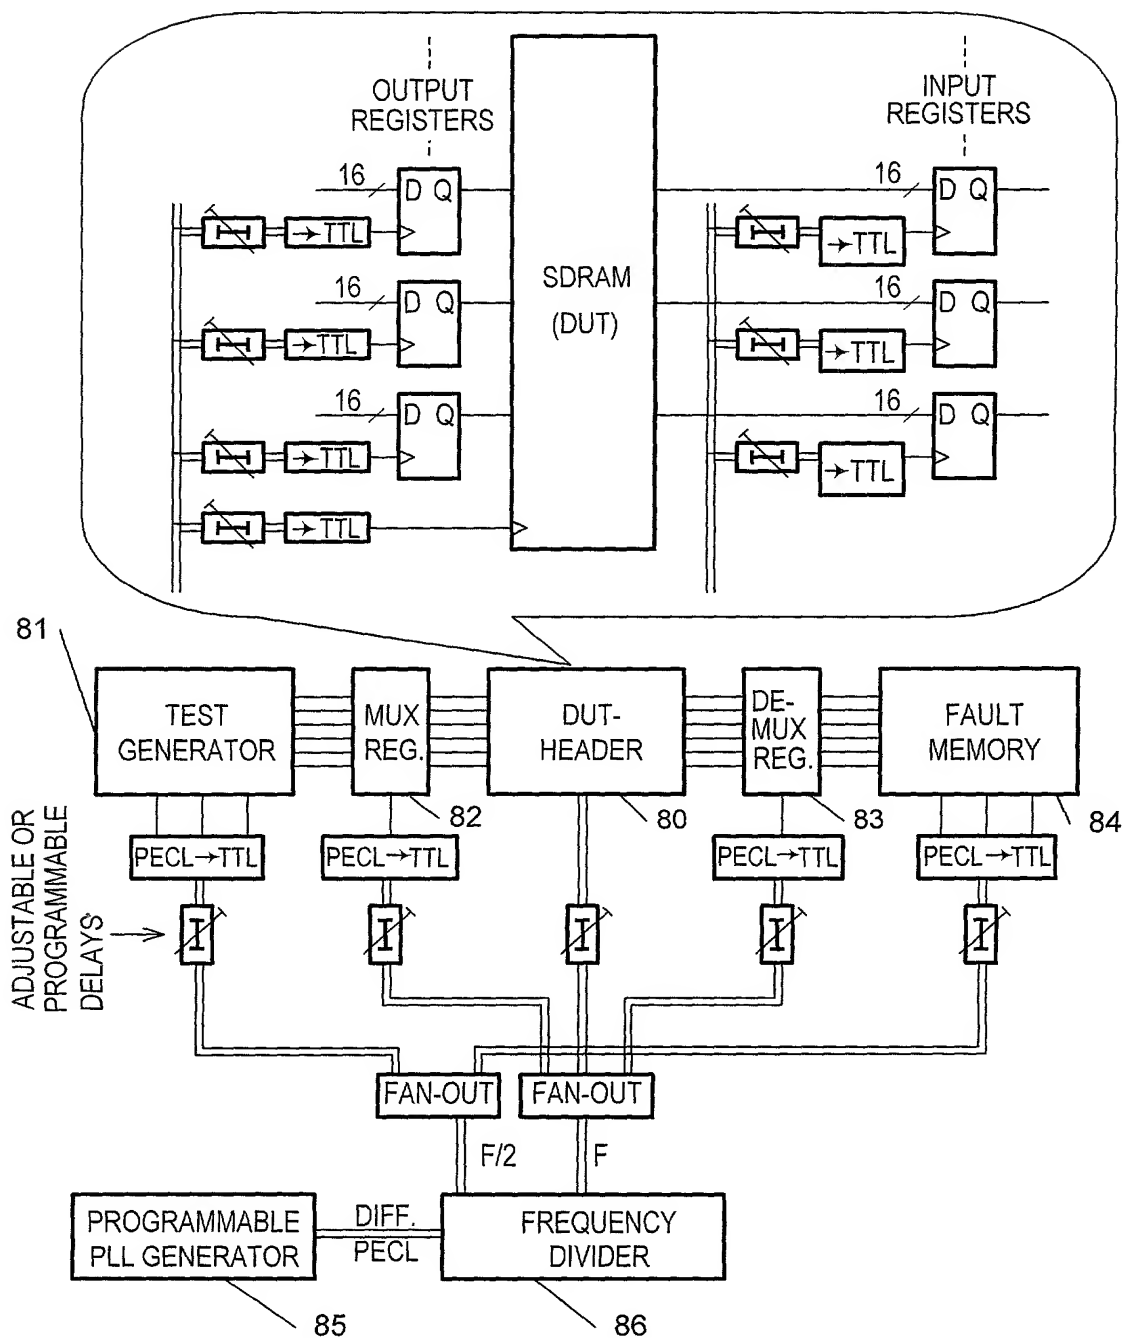 OUTPUT
REGISTERS
INPUT
REGISTERS
16
D Q
→TTL
16
D Q
→TTL
16
D Q
→TTL
→TTL
SDRAM
(DUT)
16
D Q
→TTL
16
D Q
→TTL
16
D Q
→TTL
81
TEST
GENERATOR
MUX
REG.
DUT-
HEADER
DE-
MUX
REG.
FAULT
MEMORY
82
80
83
84
PECL→TTL
PECL→TTL
PECL→TTL
PECL→TTL
ADJUSTABLE OR
PROGRAMMABLE
DELAYS
FAN-OUT
FAN-OUT
F/2
F
PROGRAMMABLE
PLL GENERATOR
DIFF.
PECL
FREQUENCY
DIVIDER
85
86